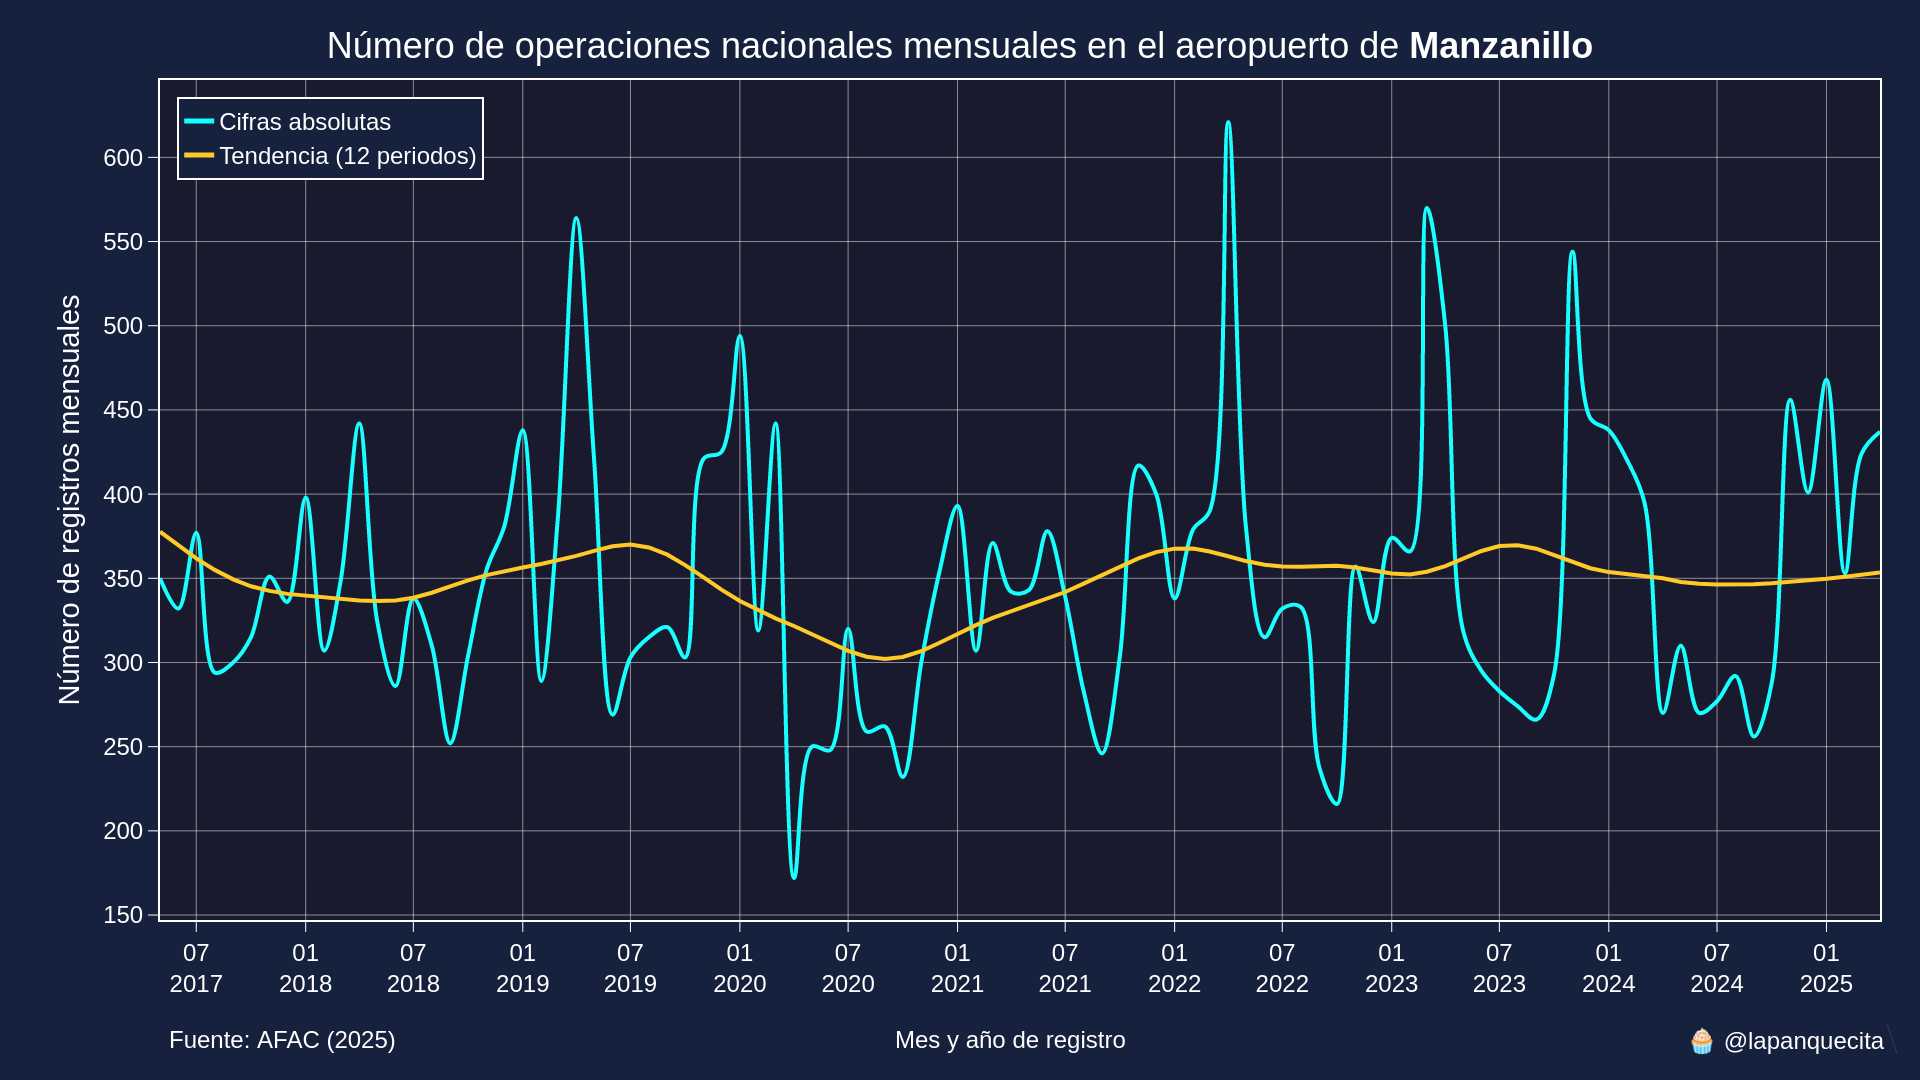 Número de operaciones nacionales mensuales en el aeropuerto de Manzanillo
Cifras absolutas
Tendencia (12 periodos)
Número de registros mensuales
600
550
500
450
400
350
300
250
200
150
07 01 07 01 07 01 07 01 07 01 07 01 07 01 07 01
2017 2018 2018 2019 2019 2020 2020 2021 2021 2022 2022 2023 2023 2024 2024 2025
Fuente: AFAC (2025)
Mes y año de registro
🧁 @lapanquecita